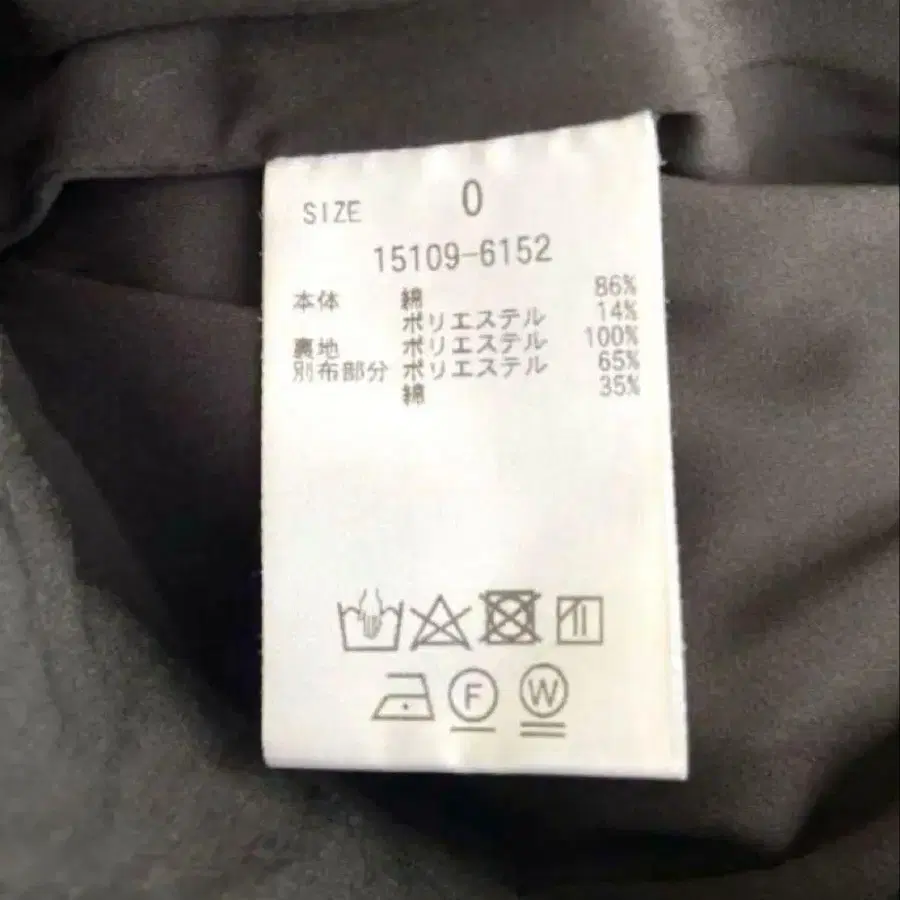 SIZE 0
15109-6152
本体 綿 86%
ポリエステル 14%
裏地 ポリエステル 100%
別布部分 ポリエステル 65%
綿 35%
F W